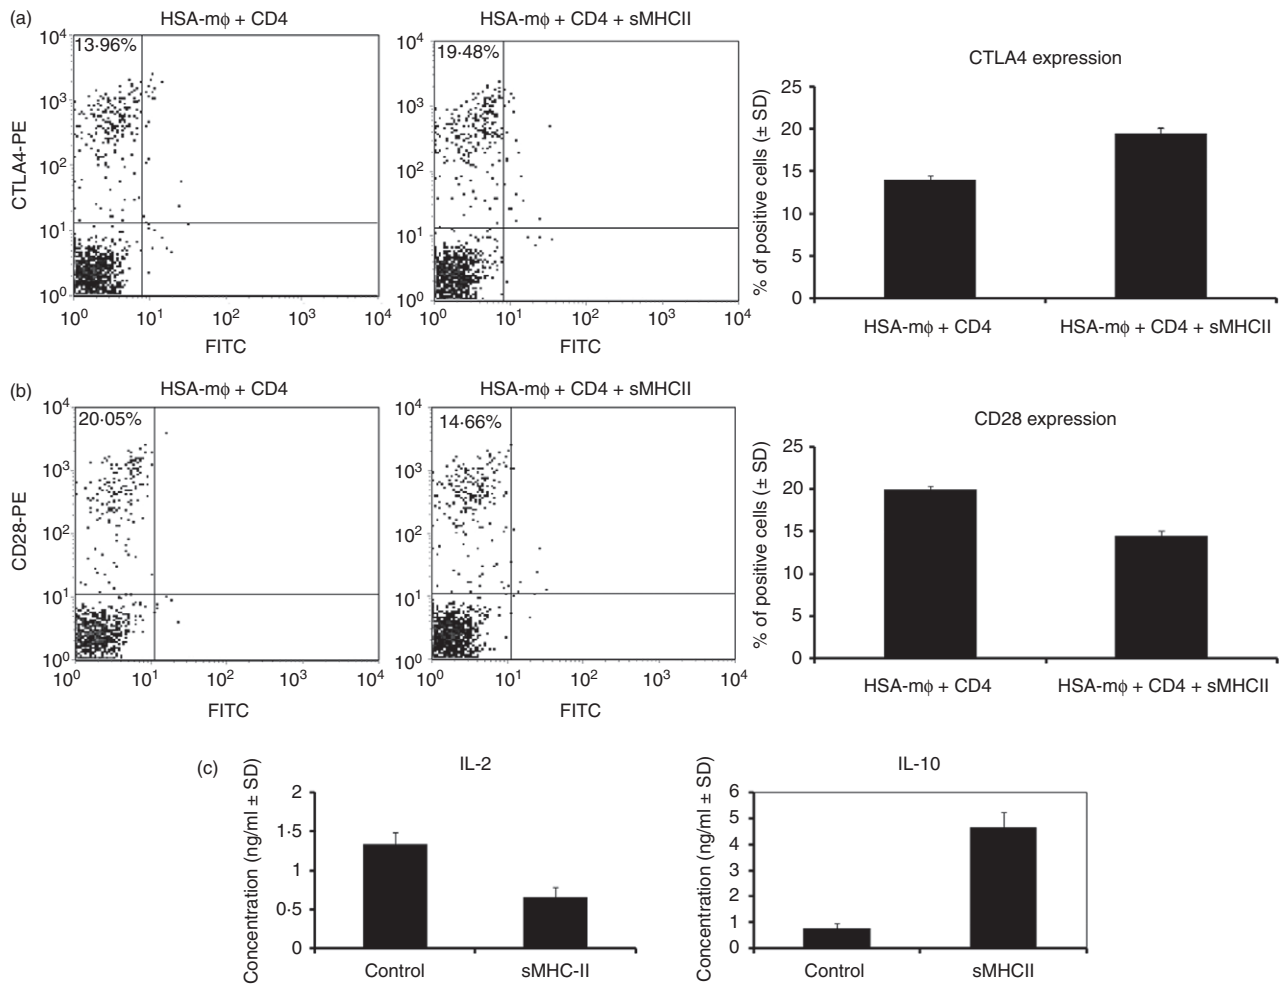 (a)
HSA-mϕ + CD4
HSA-mϕ + CD4 + sMHCII
CTLA4 expression
CTLA4-PE
10⁴
10³
10²
10¹
10⁰
13·96%
10⁰ 10¹ 10² 10³ 10⁴
FITC
10⁴
10³
10²
10¹
10⁰
19·48%
10⁰ 10¹ 10² 10³ 10⁴
FITC
% of positive cells (± SD)
25
20
15
10
5
0
HSA-mϕ + CD4
HSA-mϕ + CD4 + sMHCII
(b)
HSA-mϕ + CD4
HSA-mϕ + CD4 + sMHCII
CD28 expression
CD28-PE
10⁴
10³
10²
10¹
10⁰
20·05%
10⁰ 10¹ 10² 10³ 10⁴
FITC
10⁴
10³
10²
10¹
10⁰
14·66%
10⁰ 10¹ 10² 10³ 10⁴
FITC
% of positive cells (± SD)
25
20
15
10
5
0
HSA-mϕ + CD4
HSA-mϕ + CD4 + sMHCII
(c)
IL-2
Concentration (ng/ml ± SD)
2
1·5
1
0·5
0
Control
sMHC-II
IL-10
Concentration (ng/ml ± SD)
6
5
4
3
2
1
0
Control
sMHCII